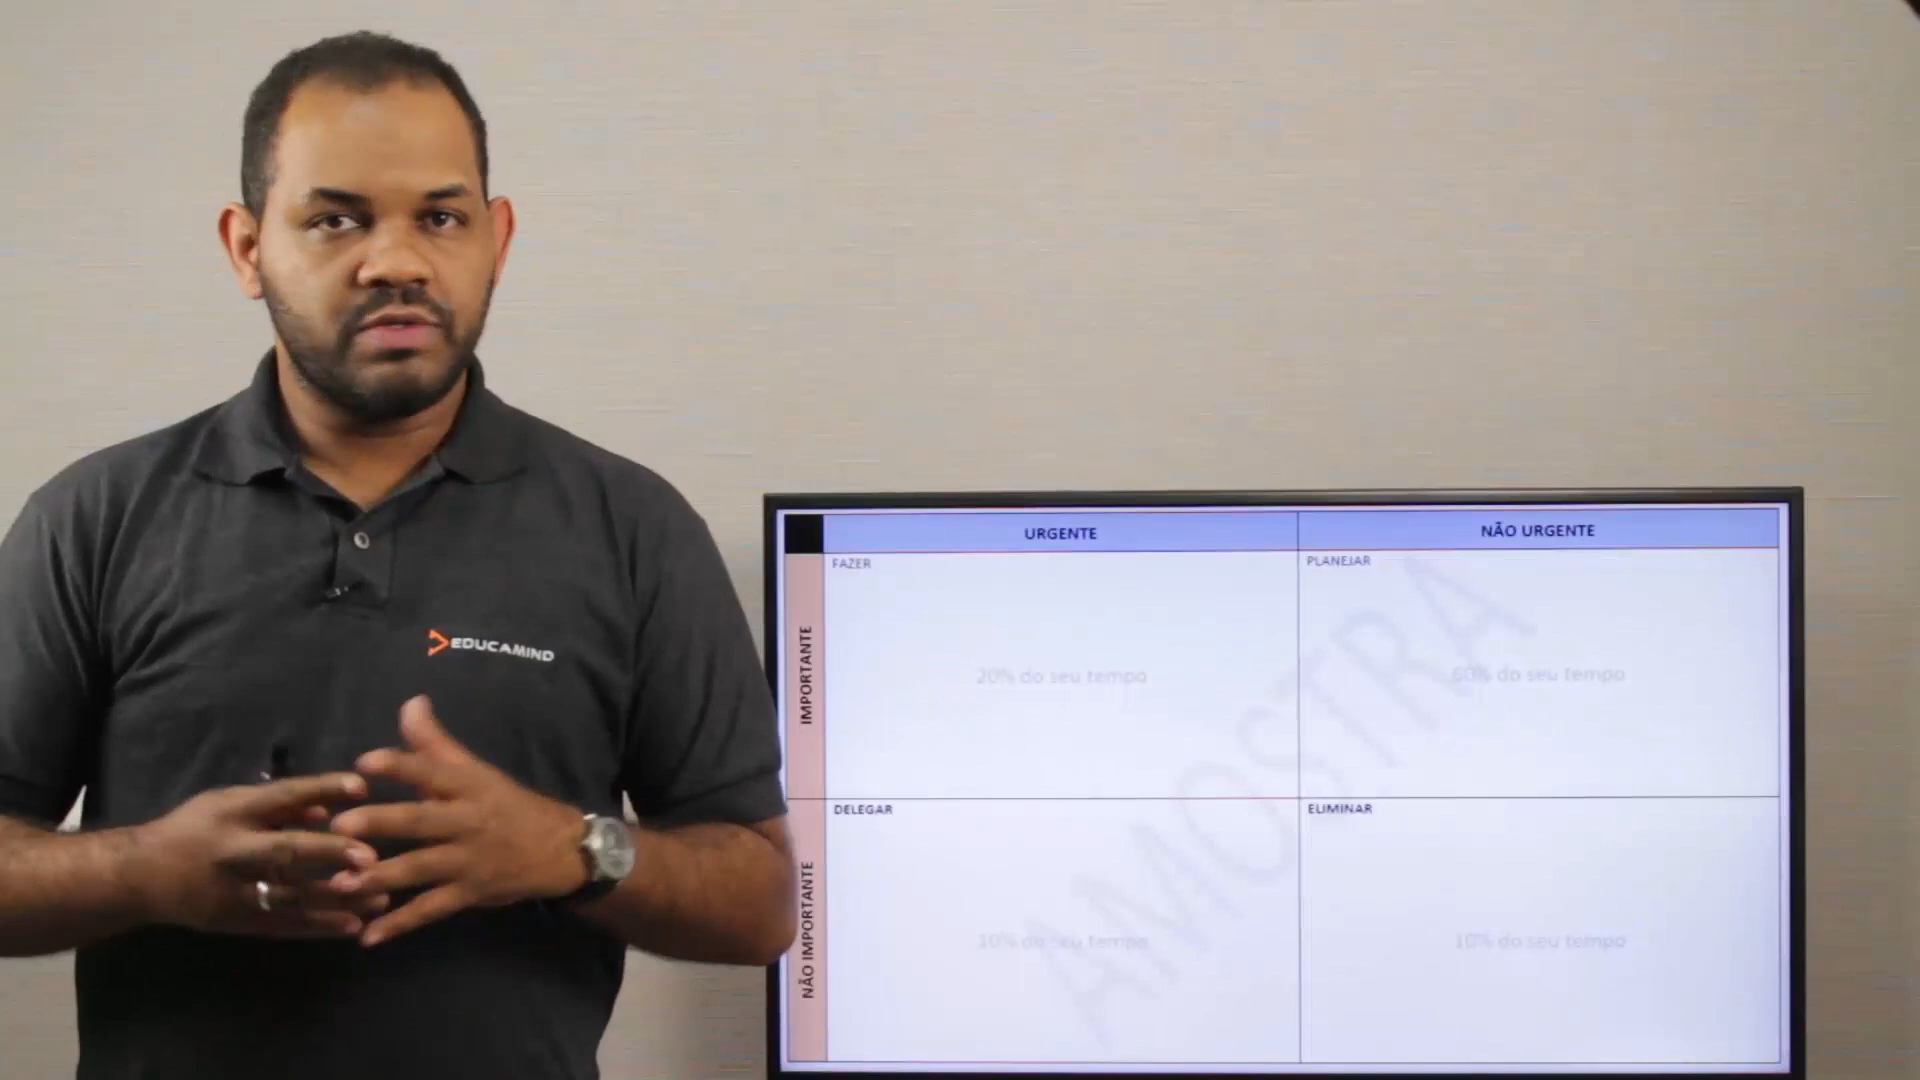 EDUCAMIND
URGENTE
NÃO URGENTE
IMPORTANTE
FAZER
20% do seu tempo
PLANEJAR
60% do seu tempo
NÃO IMPORTANTE
DELEGAR
10% do seu tempo
ELIMINAR
10% do seu tempo
AMOSTRA